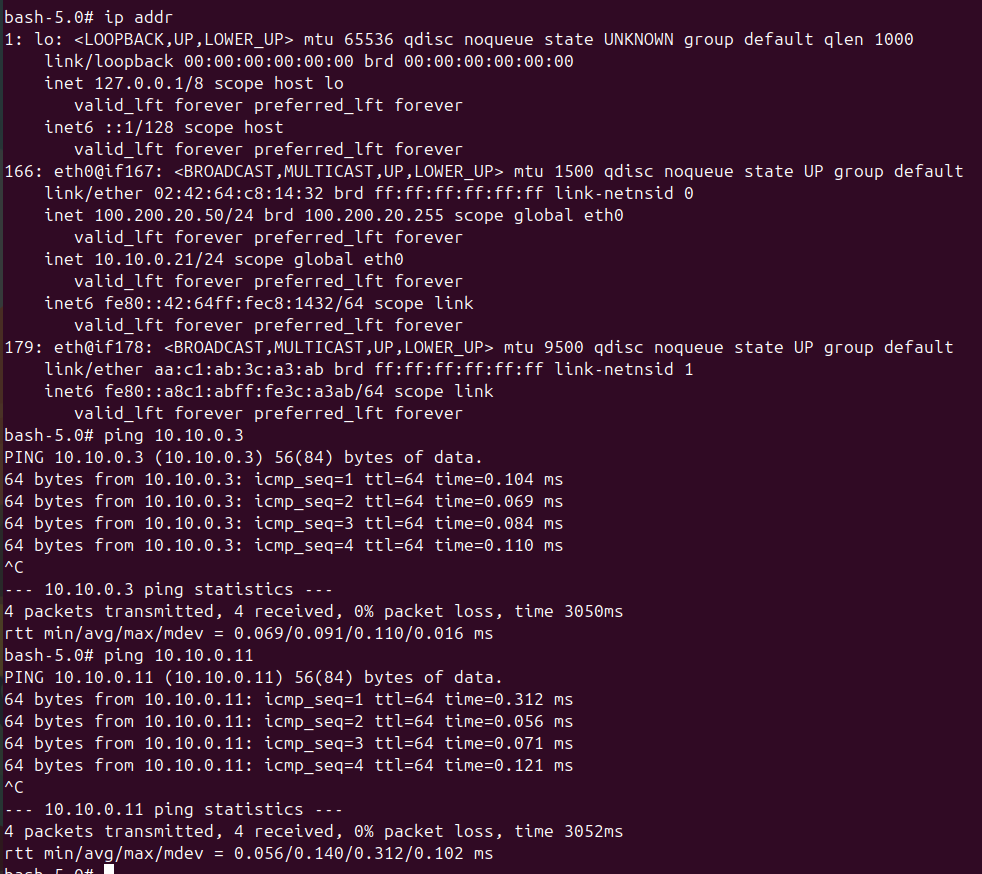 bash-5.0# ip addr
1: lo: <LOOPBACK,UP,LOWER_UP> mtu 65536 qdisc noqueue state UNKNOWN group default qlen 1000
    link/loopback 00:00:00:00:00:00 brd 00:00:00:00:00:00
    inet 127.0.0.1/8 scope host lo
       valid_lft forever preferred_lft forever
    inet6 ::1/128 scope host
       valid_lft forever preferred_lft forever
166: eth0@if167: <BROADCAST,MULTICAST,UP,LOWER_UP> mtu 1500 qdisc noqueue state UP group default
    link/ether 02:42:64:c8:14:32 brd ff:ff:ff:ff:ff:ff link-netnsid 0
    inet 100.200.20.50/24 brd 100.200.20.255 scope global eth0
       valid_lft forever preferred_lft forever
    inet 10.10.0.21/24 scope global eth0
       valid_lft forever preferred_lft forever
    inet6 fe80::42:64ff:fec8:1432/64 scope link
       valid_lft forever preferred_lft forever
179: eth@if178: <BROADCAST,MULTICAST,UP,LOWER_UP> mtu 9500 qdisc noqueue state UP group default
    link/ether aa:c1:ab:3c:a3:ab brd ff:ff:ff:ff:ff:ff link-netnsid 1
    inet6 fe80::a8c1:abff:fe3c:a3ab/64 scope link
       valid_lft forever preferred_lft forever
bash-5.0# ping 10.10.0.3
PING 10.10.0.3 (10.10.0.3) 56(84) bytes of data.
64 bytes from 10.10.0.3: icmp_seq=1 ttl=64 time=0.104 ms
64 bytes from 10.10.0.3: icmp_seq=2 ttl=64 time=0.069 ms
64 bytes from 10.10.0.3: icmp_seq=3 ttl=64 time=0.084 ms
64 bytes from 10.10.0.3: icmp_seq=4 ttl=64 time=0.110 ms
^C
--- 10.10.0.3 ping statistics ---
4 packets transmitted, 4 received, 0% packet loss, time 3050ms
rtt min/avg/max/mdev = 0.069/0.091/0.110/0.016 ms
bash-5.0# ping 10.10.0.11
PING 10.10.0.11 (10.10.0.11) 56(84) bytes of data.
64 bytes from 10.10.0.11: icmp_seq=1 ttl=64 time=0.312 ms
64 bytes from 10.10.0.11: icmp_seq=2 ttl=64 time=0.056 ms
64 bytes from 10.10.0.11: icmp_seq=3 ttl=64 time=0.071 ms
64 bytes from 10.10.0.11: icmp_seq=4 ttl=64 time=0.121 ms
^C
--- 10.10.0.11 ping statistics ---
4 packets transmitted, 4 received, 0% packet loss, time 3052ms
rtt min/avg/max/mdev = 0.056/0.140/0.312/0.102 ms
bash-5.0#